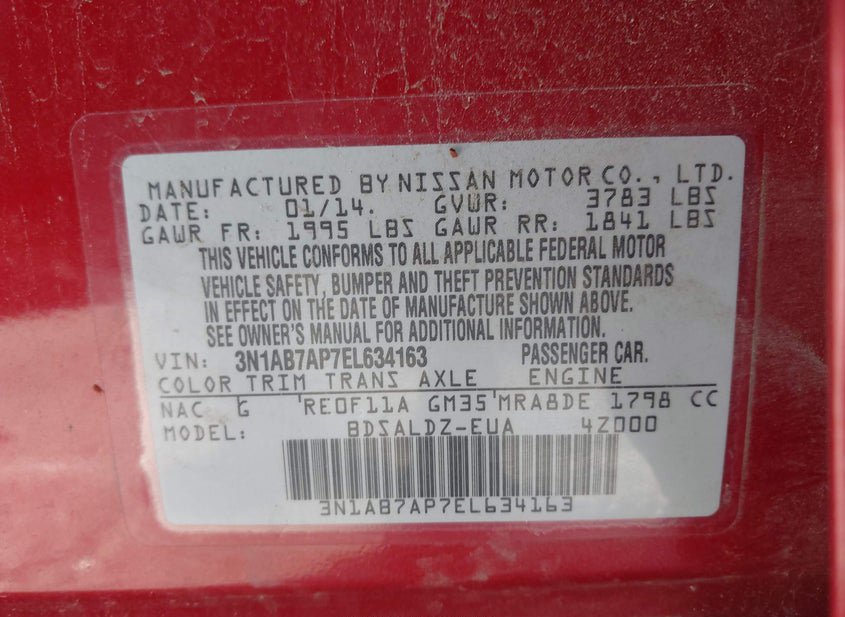 MANUFACTURED BY NISSAN MOTOR CO., LTD.
DATE: 01/14. GVWR: 3783 LBS
GAWR FR: 1995 LBS GAWR RR: 1841 LBS
THIS VEHICLE CONFORMS TO ALL APPLICABLE FEDERAL MOTOR
VEHICLE SAFETY, BUMPER AND THEFT PREVENTION STANDARDS
IN EFFECT ON THE DATE OF MANUFACTURE SHOWN ABOVE.
SEE OWNER'S MANUAL FOR ADDITIONAL INFORMATION.
VIN: 3N1AB7AP7EL634163 PASSENGER CAR.
COLOR TRIM TRANS AXLE ENGINE
NAC G 'RE0F11A GM35'MRA8DE 1798 CC
MODEL: BDSALDZ-EUA 4Z000
3N1AB7AP7EL634163